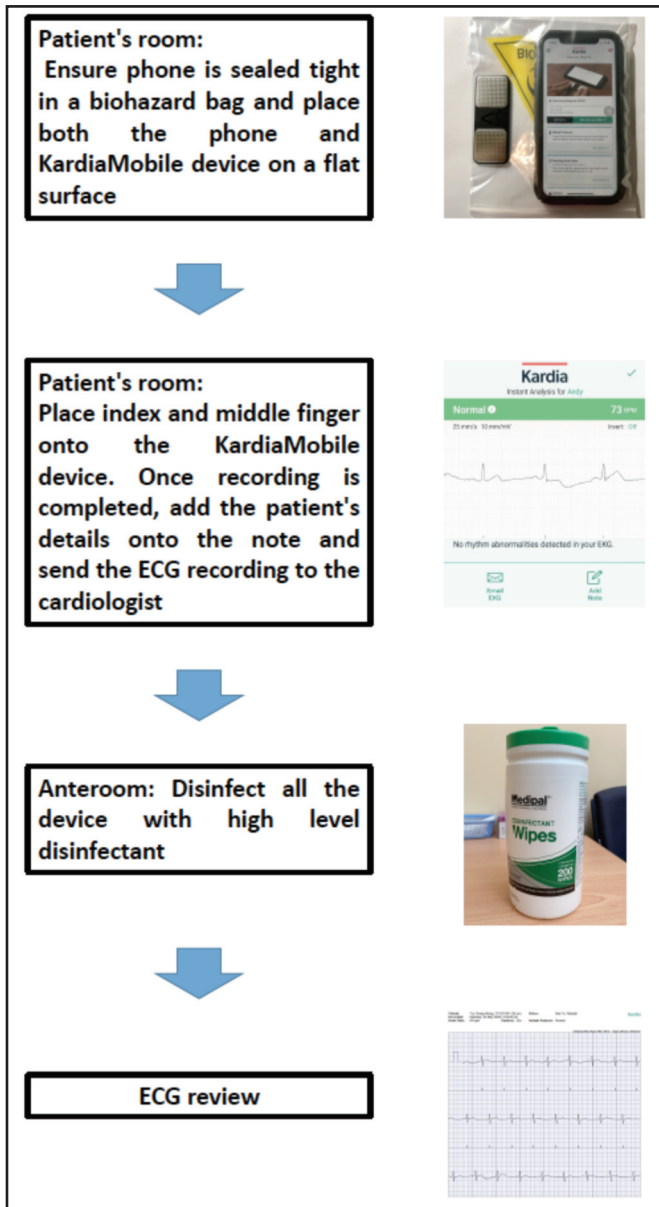 Patient's room:
Ensure phone is sealed tight
in a biohazard bag and place
both the phone and
KardiaMobile device on a flat
surface
Kardia
Patient's room:
Place index and middle finger
onto the KardiaMobile
device. Once recording is
completed, add the patient's
details onto the note and
send the ECG recording to the
cardiologist
Kardia
Instant Analysis for Andy
Normal
73 BPM
25 mm/s 10 mm/mV
Invert: Off
No rhythm abnormalities detected in your EKG.
Email
EKG
Add
Note
Anteroom: Disinfect all the
device with high level
disinfectant
Medipal
DISINFECTANT
Wipes
200
WIPES
ECG review
Kardia